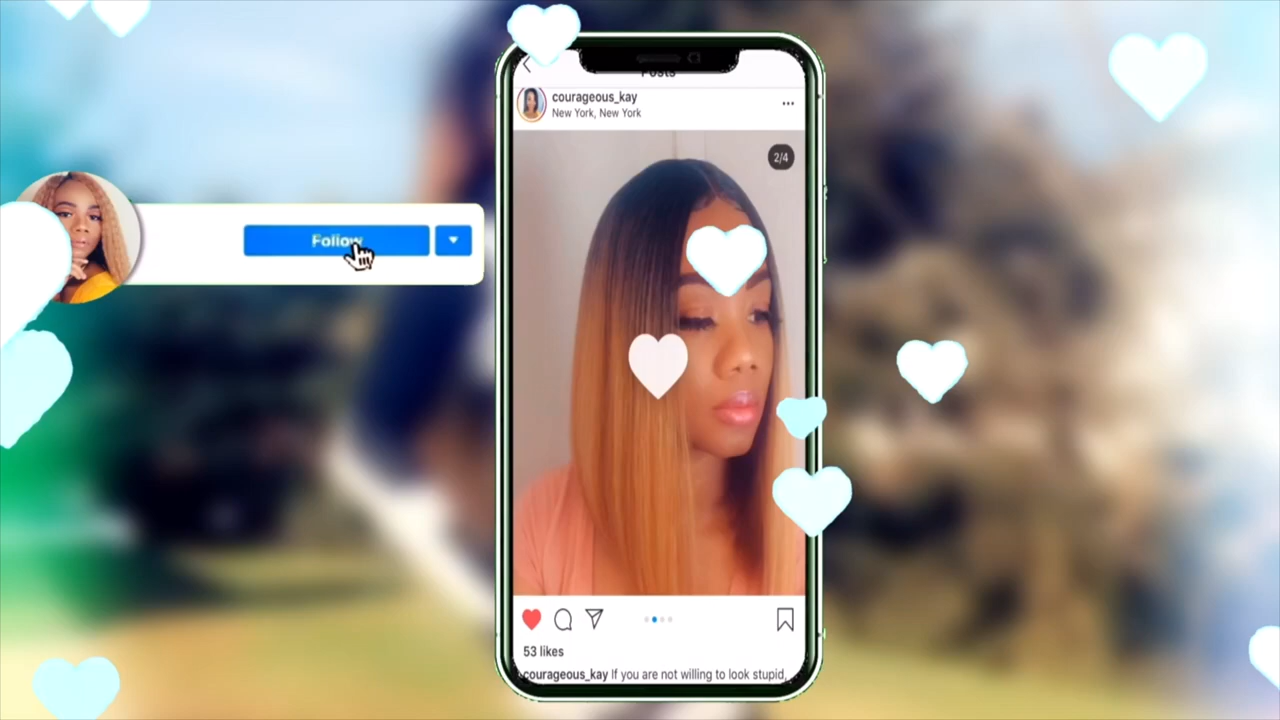 Posts
courageous_kay
New York, New York
2/4
Follow
53 likes
courageous_kay If you are not willing to look stupid,